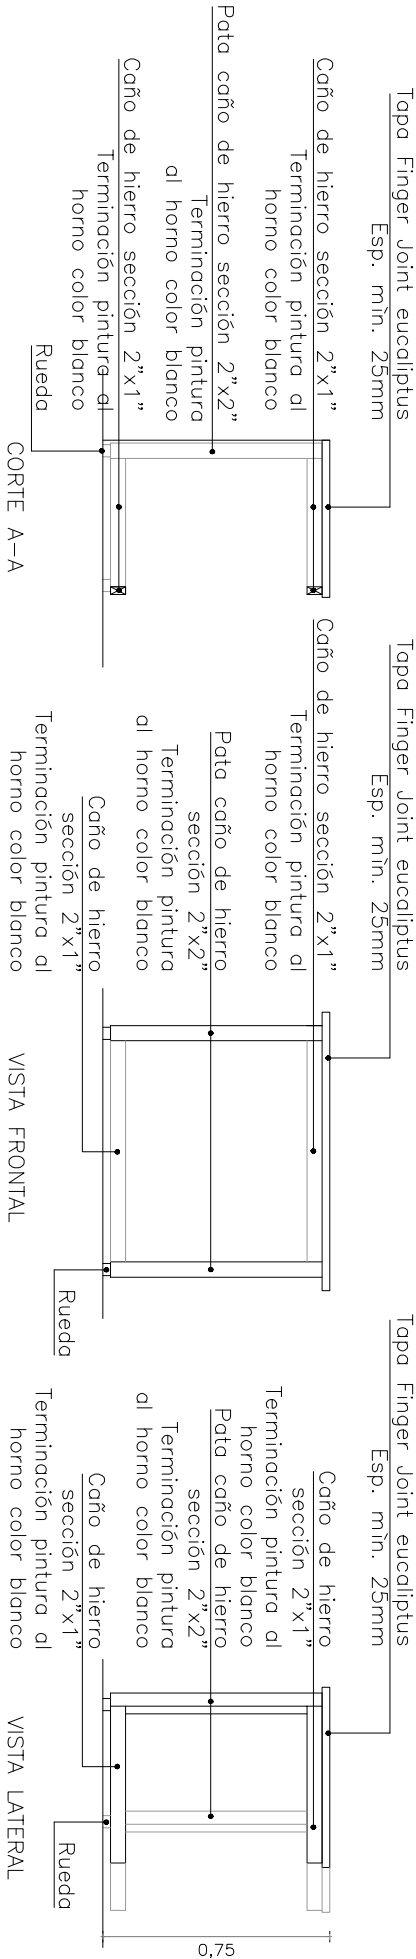 Tapa Finger Joint eucaliptus
Esp. mìn. 25mm
Caño de hierro sección 2"x1"
Terminación pintura al
horno color blanco
Pata caño de hierro sección 2"x2"
Terminación pintura
al horno color blanco
Caño de hierro sección 2"x1"
Terminación pintura al
horno color blanco
Rueda
CORTE A-A
Tapa Finger Joint eucaliptus
Esp. mìn. 25mm
Caño de hierro sección 2"x1"
Terminación pintura al
horno color blanco
Pata caño de hierro
sección 2"x2"
Terminación pintura
al horno color blanco
Caño de hierro
sección 2"x1"
Terminación pintura al
horno color blanco
Rueda
VISTA FRONTAL
Tapa Finger Joint eucaliptus
Esp. mìn. 25mm
Caño de hierro
sección 2"x1"
Terminación pintura al
horno color blanco
Pata caño de hierro
sección 2"x2"
Terminación pintura
al horno color blanco
Caño de hierro
sección 2"x1"
Terminación pintura al
horno color blanco
Rueda
VISTA LATERAL
0,75